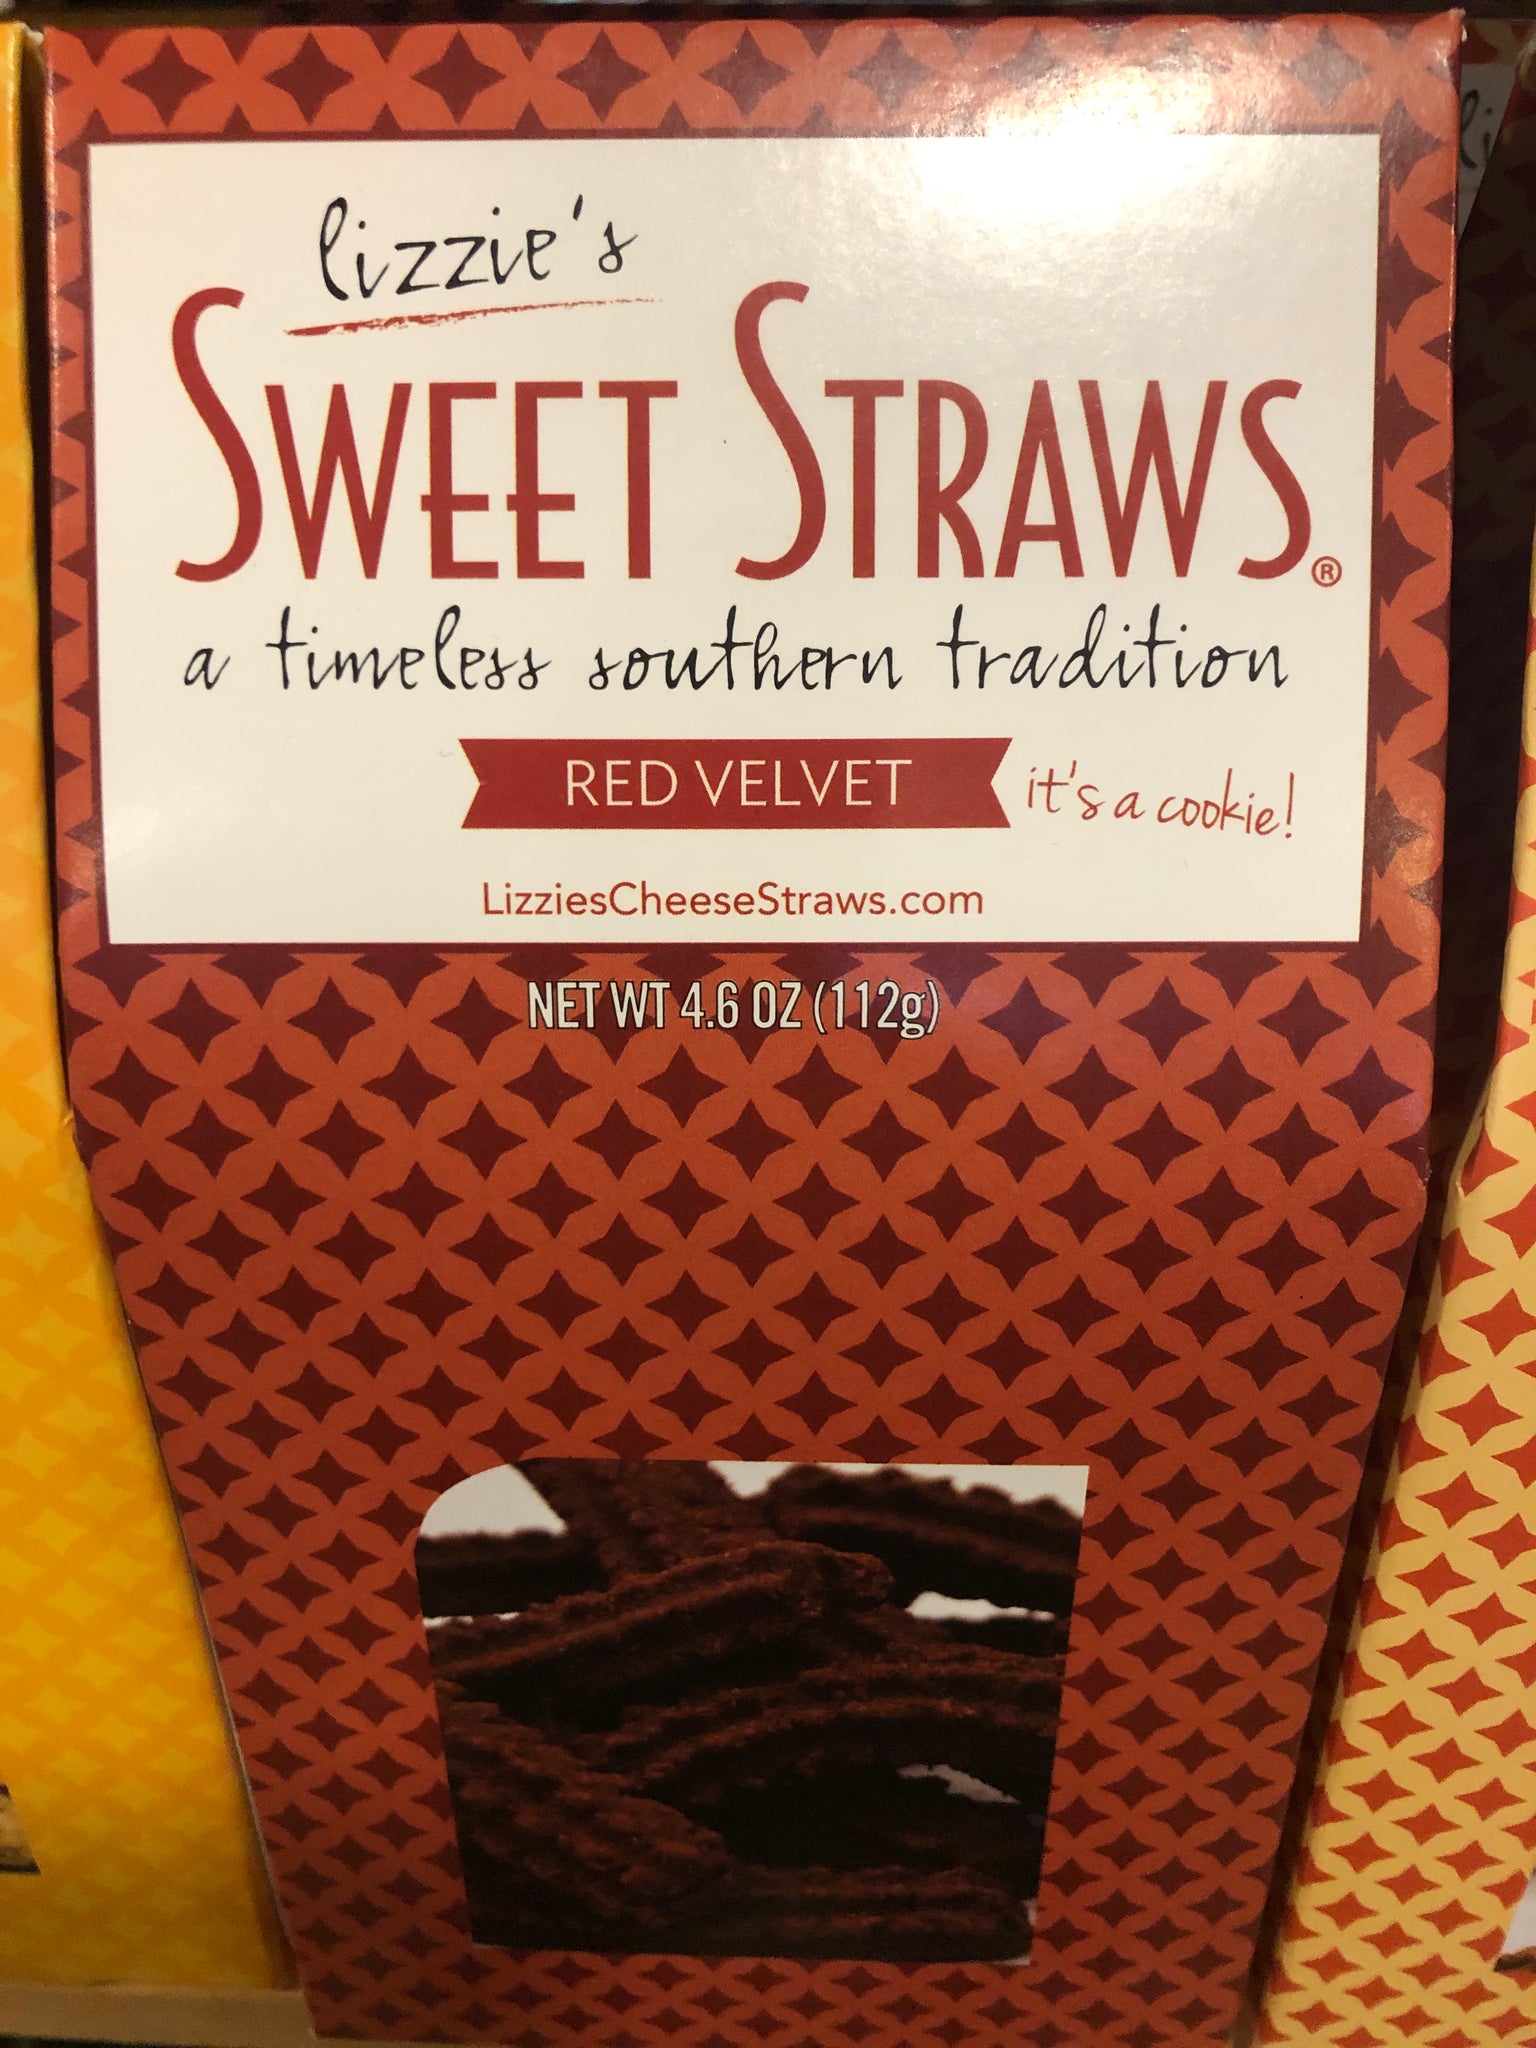 lizzie's
SWEET STRAWS®
a timeless southern tradition
RED VELVET it's a cookie!
LizziesCheeseStraws.com
NET WT 4.6 OZ (112g)